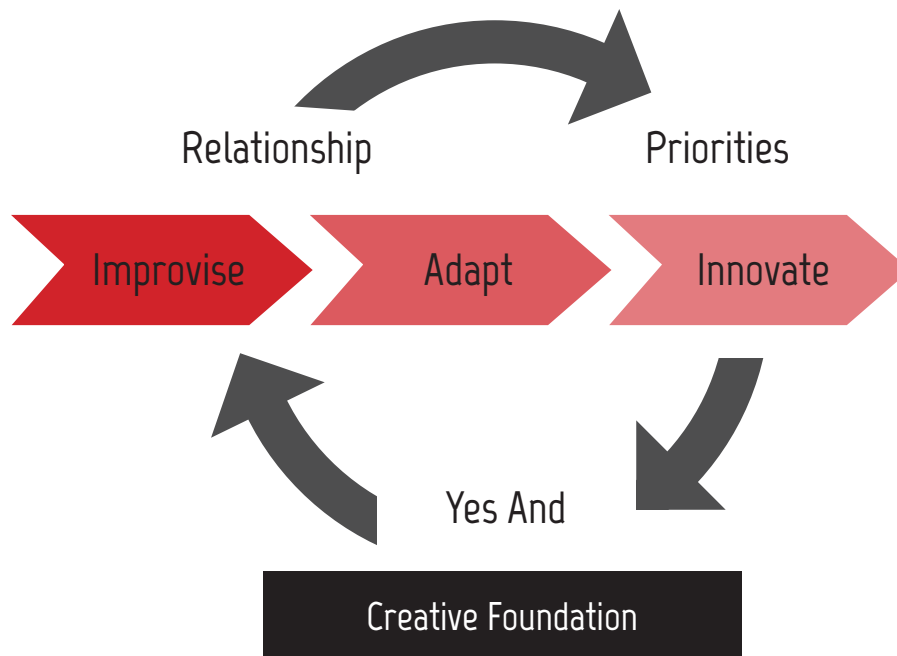 Relationship
Priorities
Improvise
Adapt
Innovate
Yes And
Creative Foundation